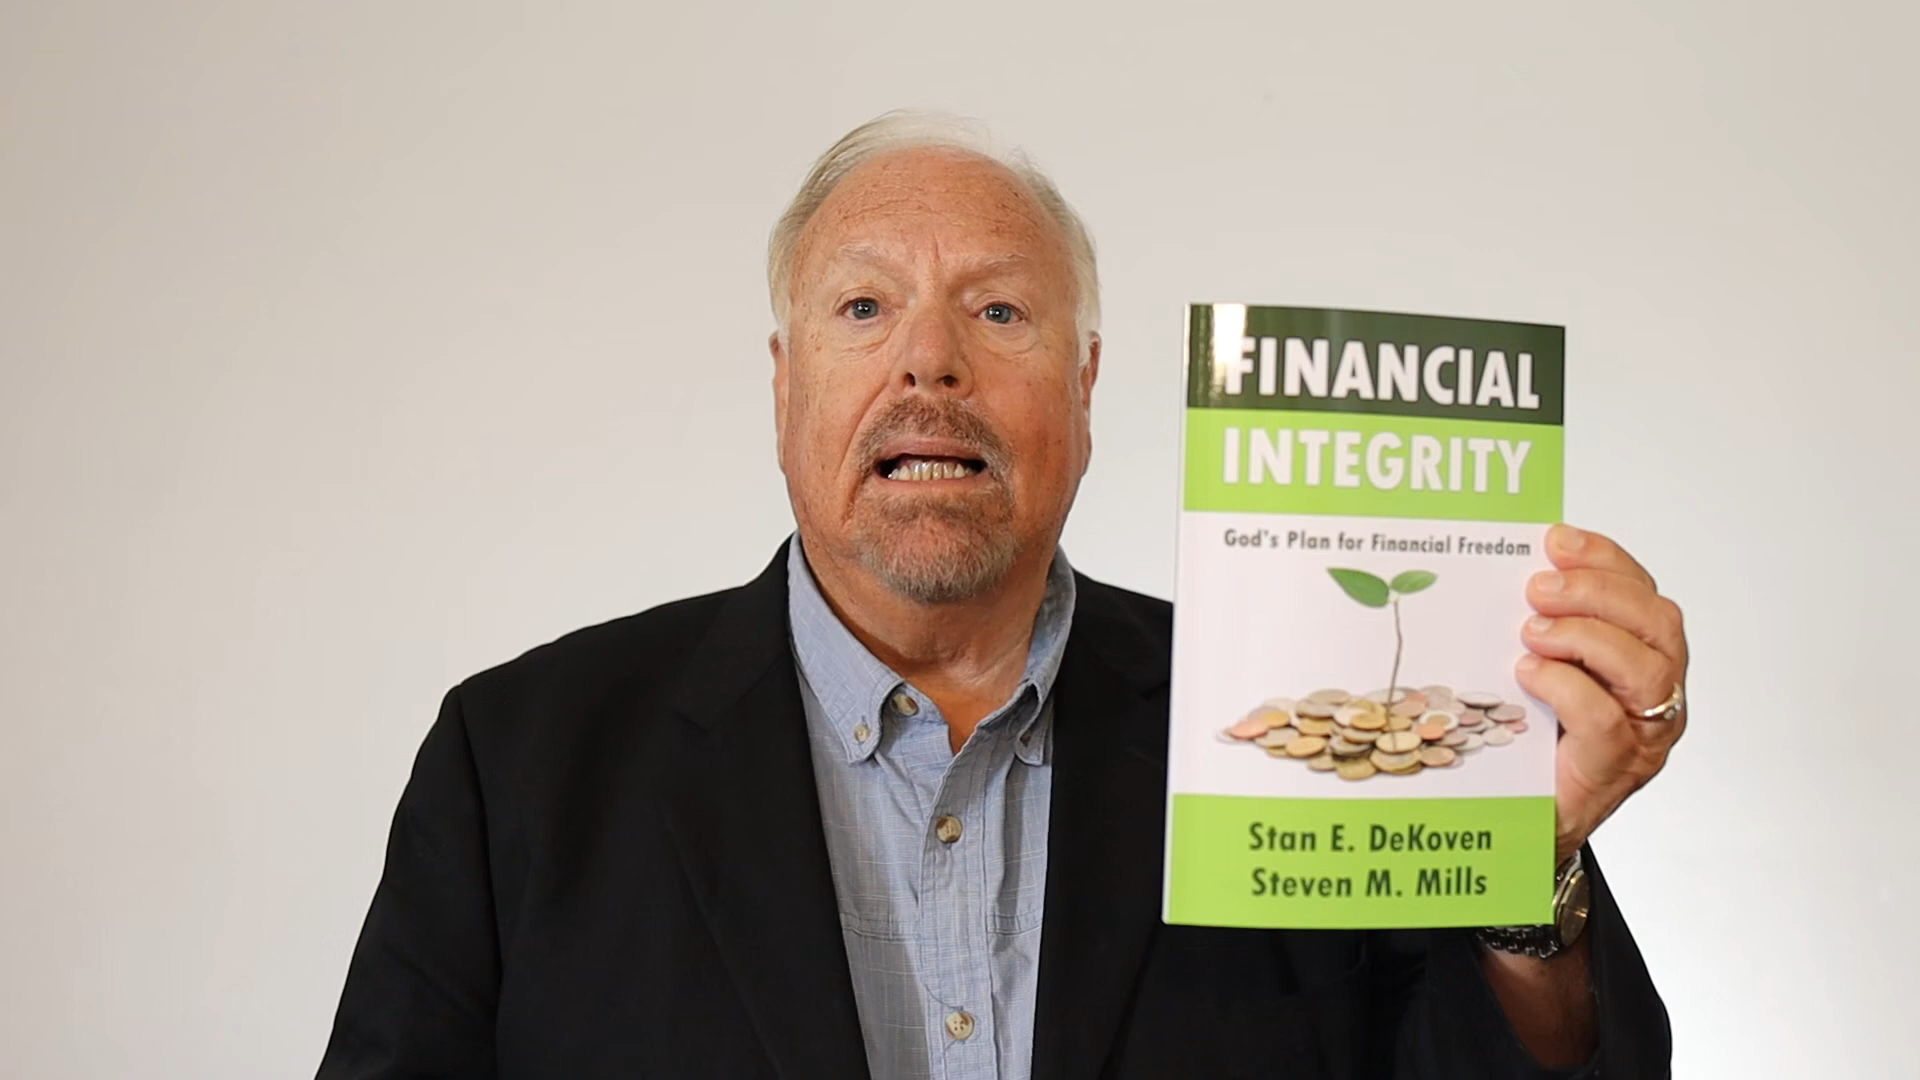 FINANCIAL
INTEGRITY
God's Plan for Financial Freedom
Stan E. DeKoven
Steven M. Mills